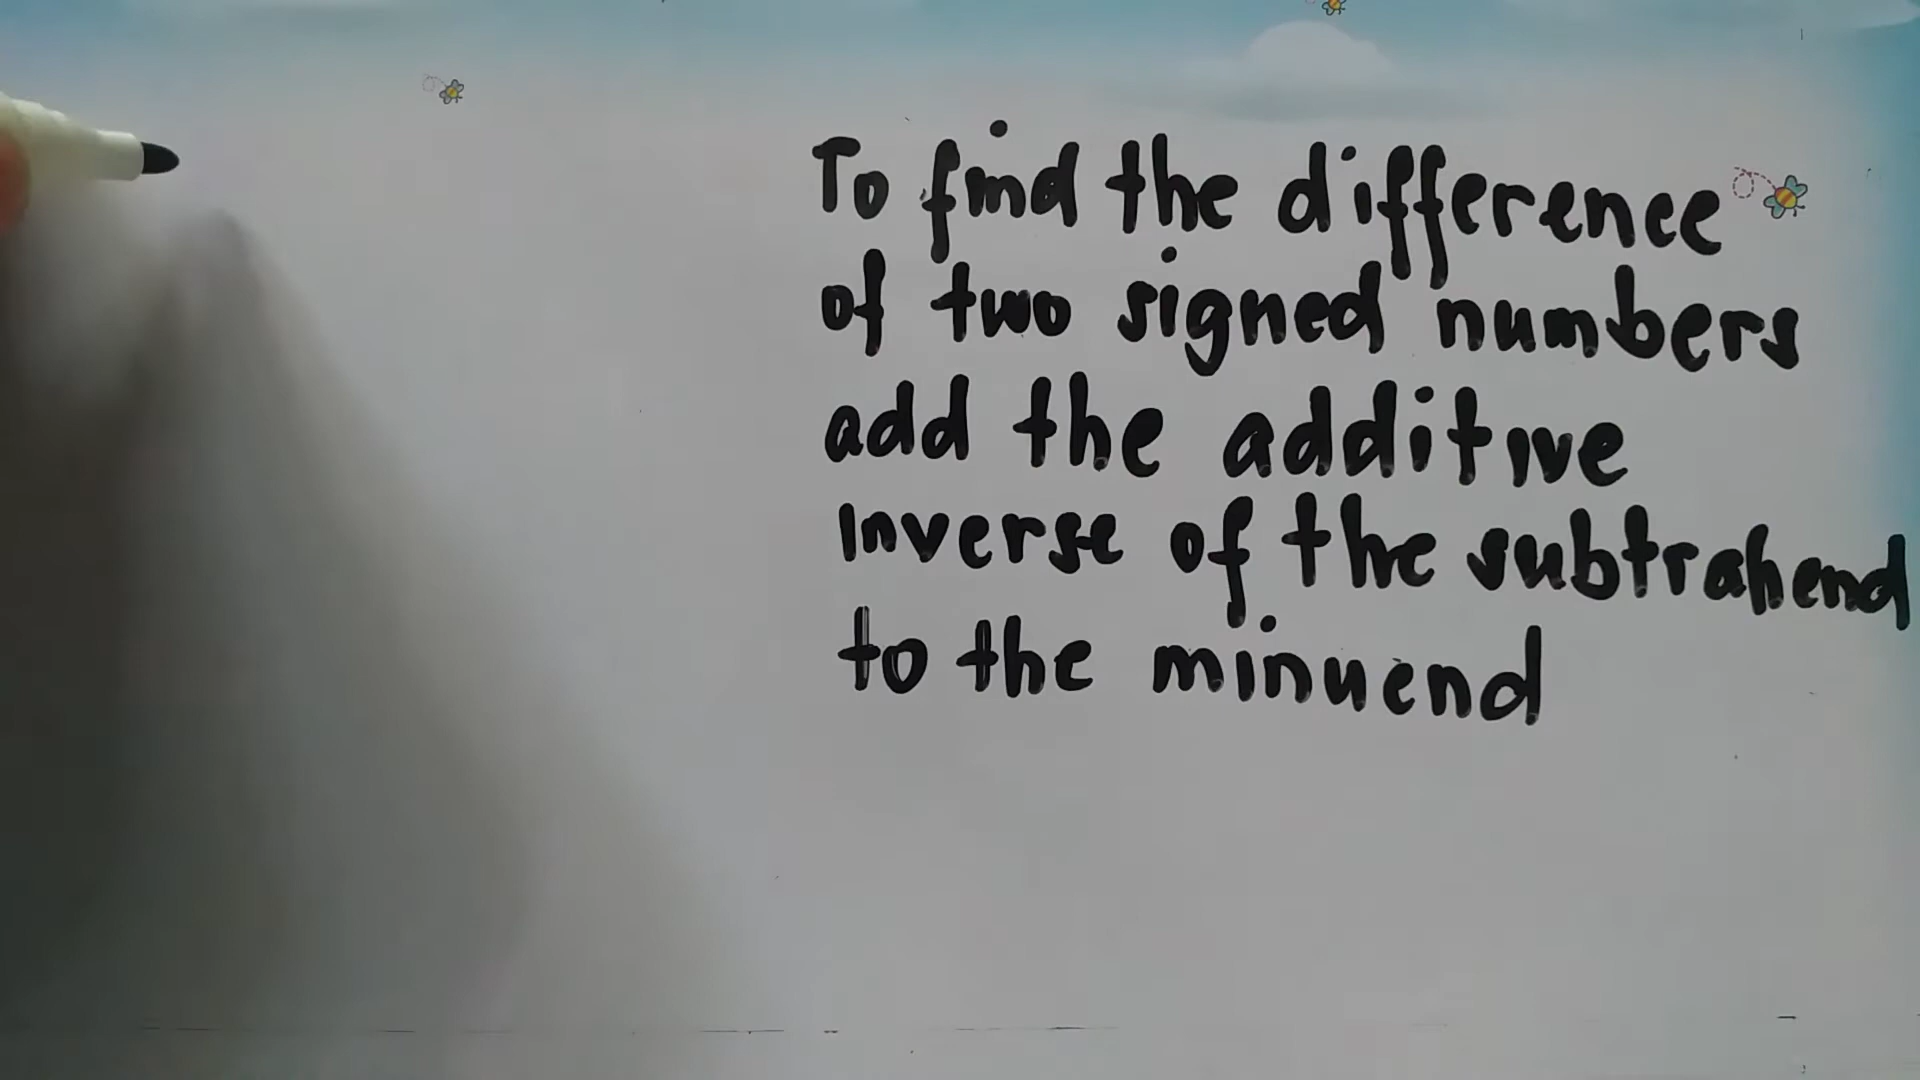 To find the difference
of two signed numbers
add the additive
inverse of the subtrahend
to the minuend